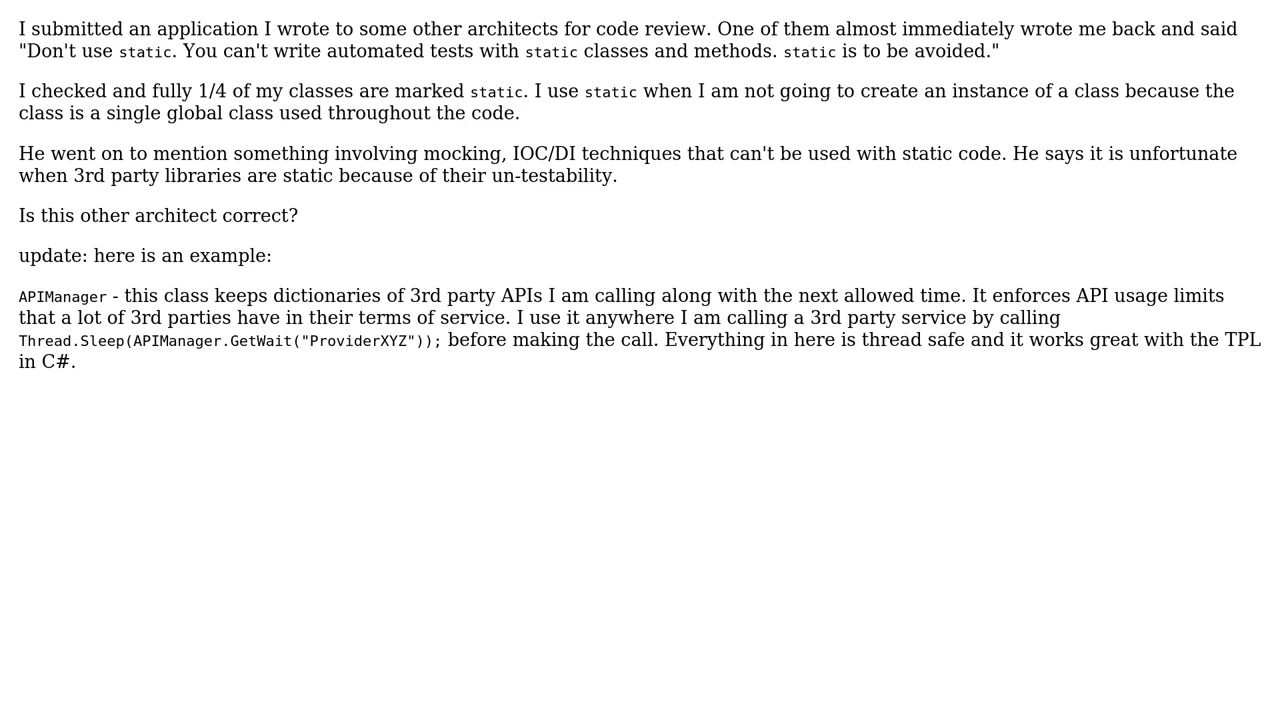 I submitted an application I wrote to some other architects for code review. One of them almost immediately wrote me back and said
"Don't use static. You can't write automated tests with static classes and methods. static is to be avoided."
I checked and fully 1/4 of my classes are marked static. I use static when I am not going to create an instance of a class because the
class is a single global class used throughout the code.
He went on to mention something involving mocking, IOC/DI techniques that can't be used with static code. He says it is unfortunate
when 3rd party libraries are static because of their un-testability.
Is this other architect correct?
update: here is an example:
APIManager - this class keeps dictionaries of 3rd party APIs I am calling along with the next allowed time. It enforces API usage limits
that a lot of 3rd parties have in their terms of service. I use it anywhere I am calling a 3rd party service by calling
Thread.Sleep(APIManager.GetWait("ProviderXYZ")); before making the call. Everything in here is thread safe and it works great with the TPL
in C#.